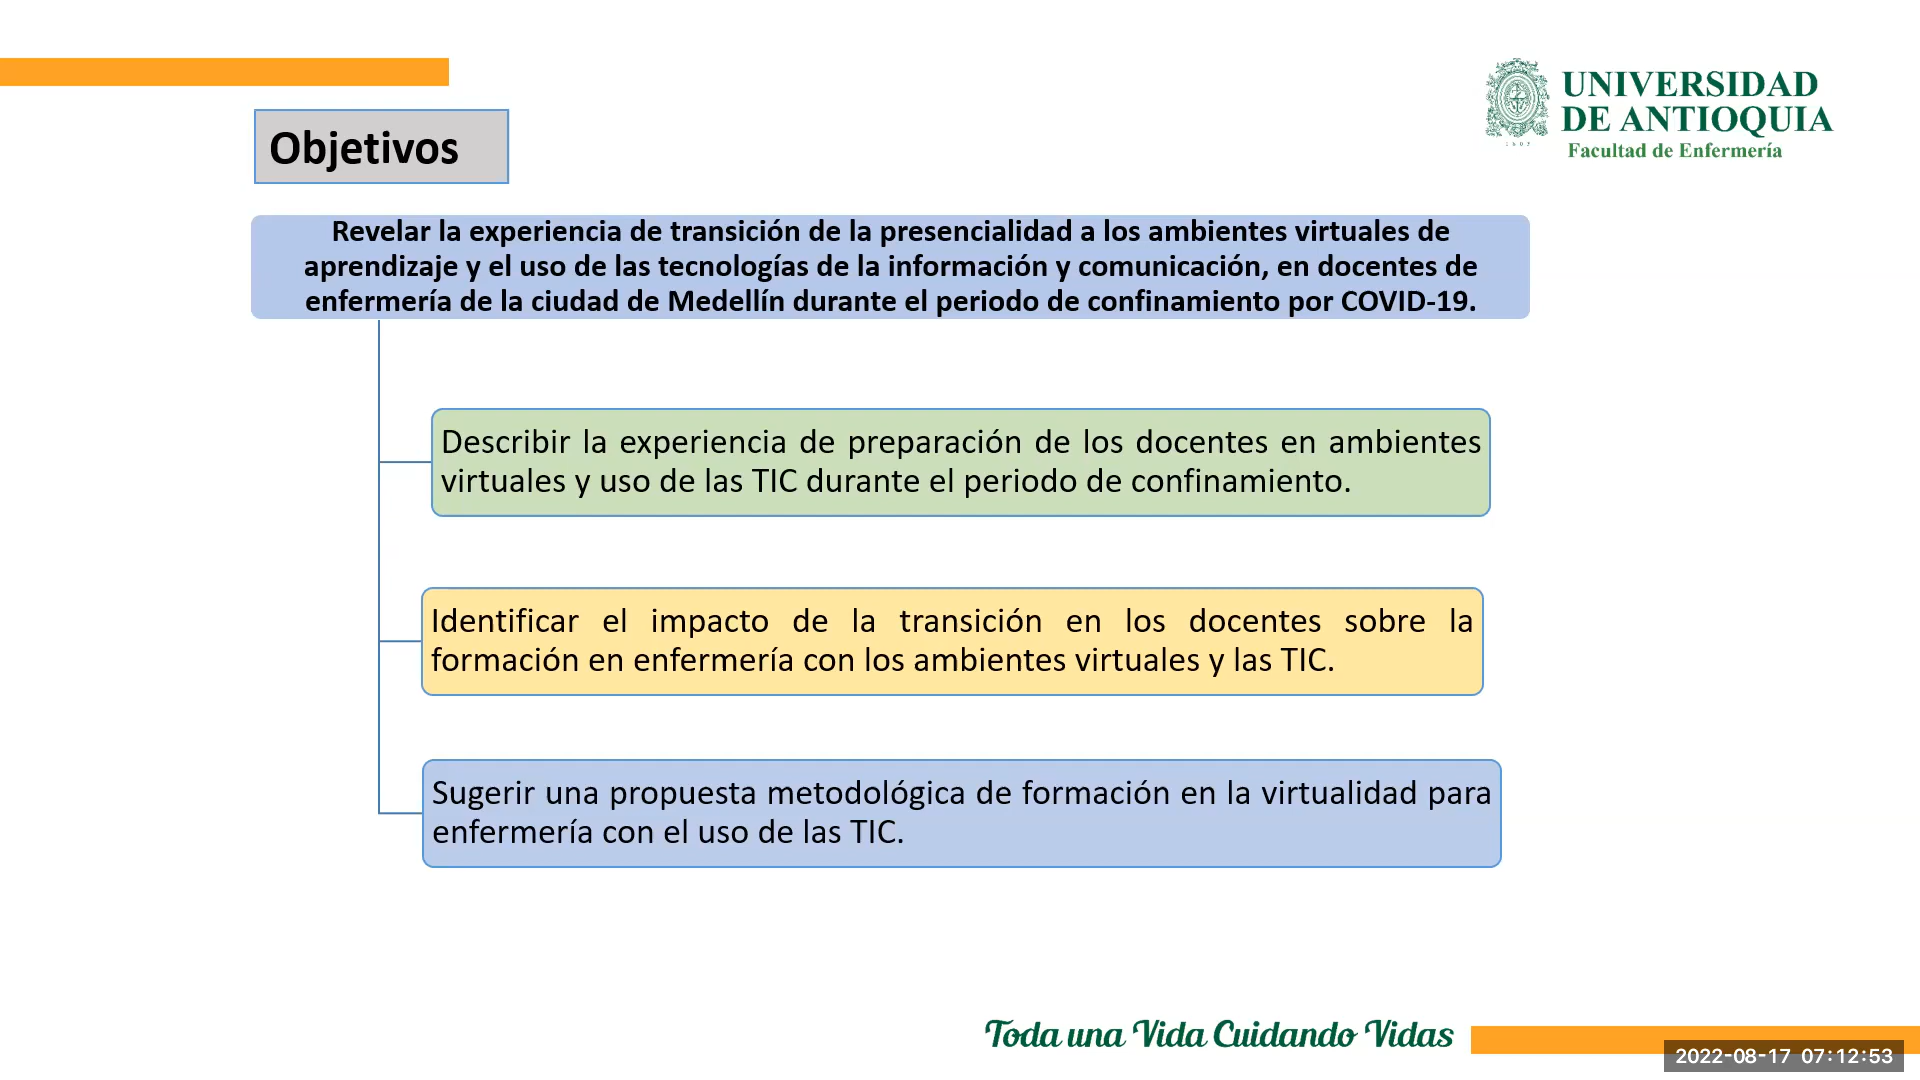 UNIVERSIDAD
DE ANTIOQUIA
1803
Facultad de Enfermería
Objetivos
Revelar la experiencia de transición de la presencialidad a los ambientes virtuales de
aprendizaje y el uso de las tecnologías de la información y comunicación, en docentes de
enfermería de la ciudad de Medellín durante el periodo de confinamiento por COVID-19.
Describir la experiencia de preparación de los docentes en ambientes
virtuales y uso de las TIC durante el periodo de confinamiento.
Identificar el impacto de la transición en los docentes sobre la
formación en enfermería con los ambientes virtuales y las TIC.
Sugerir una propuesta metodológica de formación en la virtualidad para
enfermería con el uso de las TIC.
Toda una Vida Cuidando Vidas
2022-08-17 07:12:53